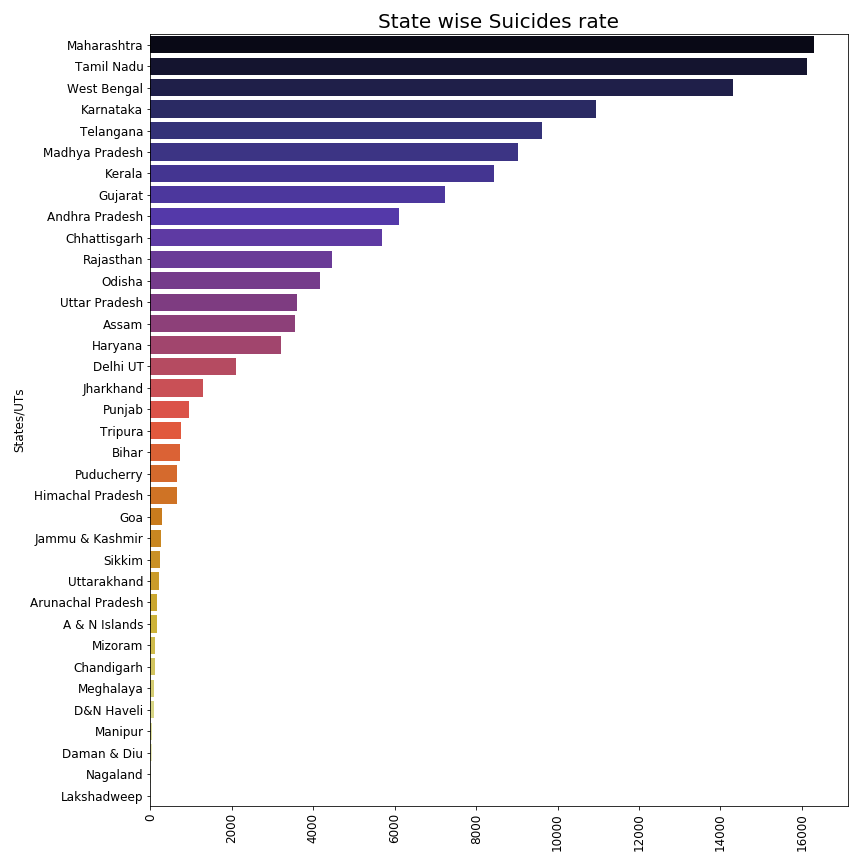 State wise Suicides rate
States/UTs
Maharashtra
Tamil Nadu
West Bengal
Karnataka
Telangana
Madhya Pradesh
Kerala
Gujarat
Andhra Pradesh
Chhattisgarh
Rajasthan
Odisha
Uttar Pradesh
Assam
Haryana
Delhi UT
Jharkhand
Punjab
Tripura
Bihar
Puducherry
Himachal Pradesh
Goa
Jammu & Kashmir
Sikkim
Uttarakhand
Arunachal Pradesh
A & N Islands
Mizoram
Chandigarh
Meghalaya
D&N Haveli
Manipur
Daman & Diu
Nagaland
Lakshadweep
0
2000
4000
6000
8000
10000
12000
14000
16000